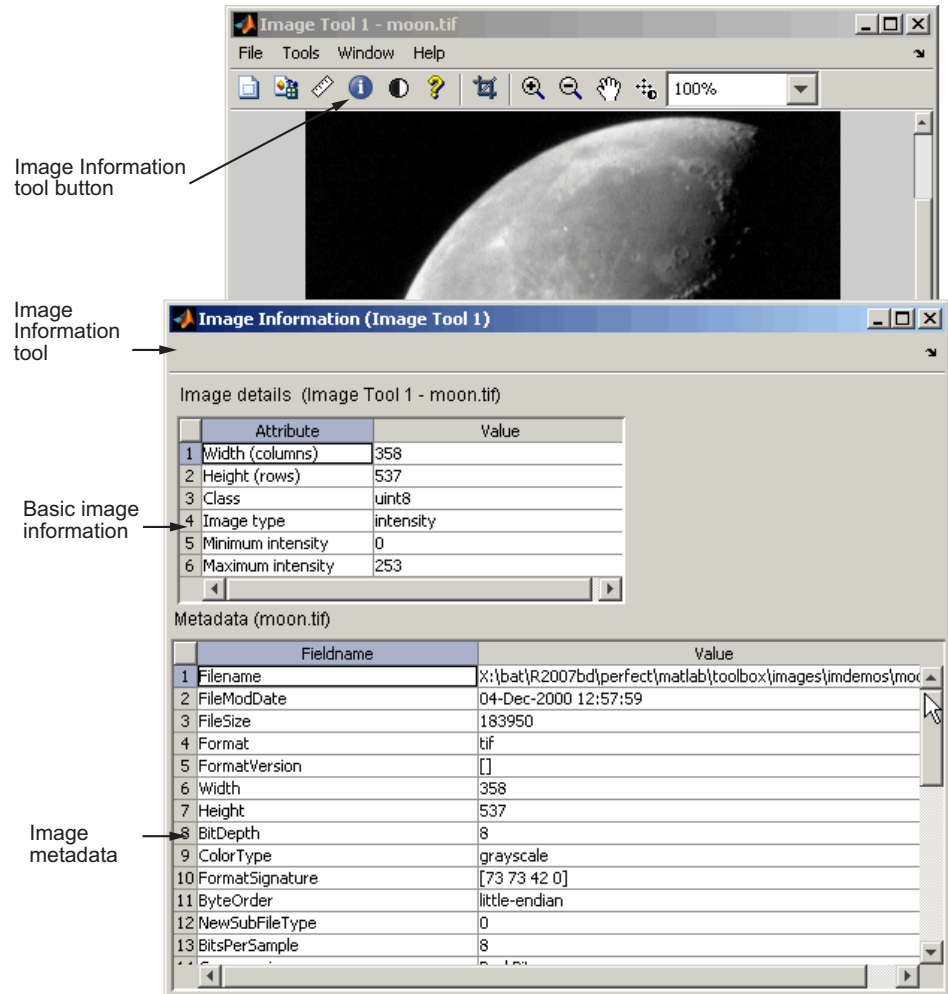 Image Tool 1 - moon.tif
File Tools Window Help
100%
Image Information
tool button
Image
Information
tool
Image Information (Image Tool 1)
Image details (Image Tool 1 - moon.tif)
Attribute Value
1 Width (columns) 358
2 Height (rows) 537
3 Class uint8
4 Image type intensity
5 Minimum intensity 0
6 Maximum intensity 253
Basic image
information
Metadata (moon.tif)
Fieldname Value
1 Filename X:\bat\R2007bd\perfect\matlab\toolbox\images\imdemos\moo
2 FileModDate 04-Dec-2000 12:57:59
3 FileSize 183950
4 Format tif
5 FormatVersion []
6 Width 358
7 Height 537
8 BitDepth 8
9 ColorType grayscale
10 FormatSignature [73 73 42 0]
11 ByteOrder little-endian
12 NewSubFileType 0
13 BitsPerSample 8
Image
metadata